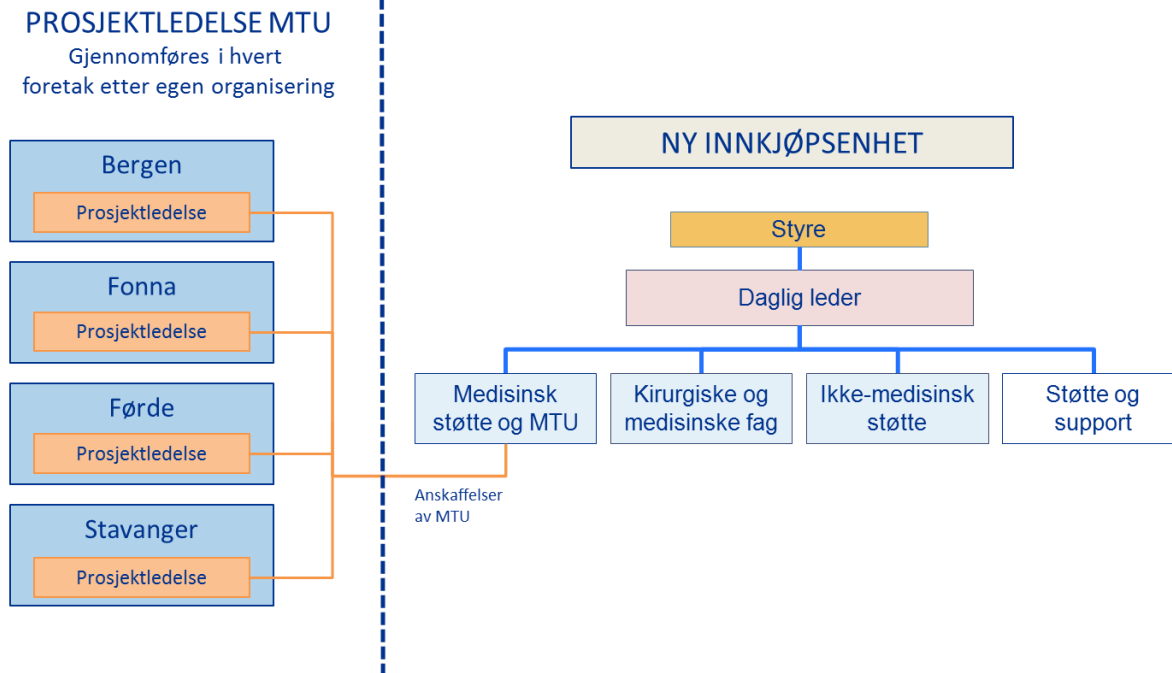 PROSJEKTLEDELSE MTU
Gjennomføres i hvert
foretak etter egen organisering
Bergen
Prosjektledelse
Fonna
Prosjektledelse
Førde
Prosjektledelse
Stavanger
Prosjektledelse
NY INNKJØPSENHET
Styre
Daglig leder
Medisinsk
støtte og MTU
Kirurgiske og
medisinske fag
Ikke-medisinsk
støtte
Støtte og
support
Anskaffelser
av MTU